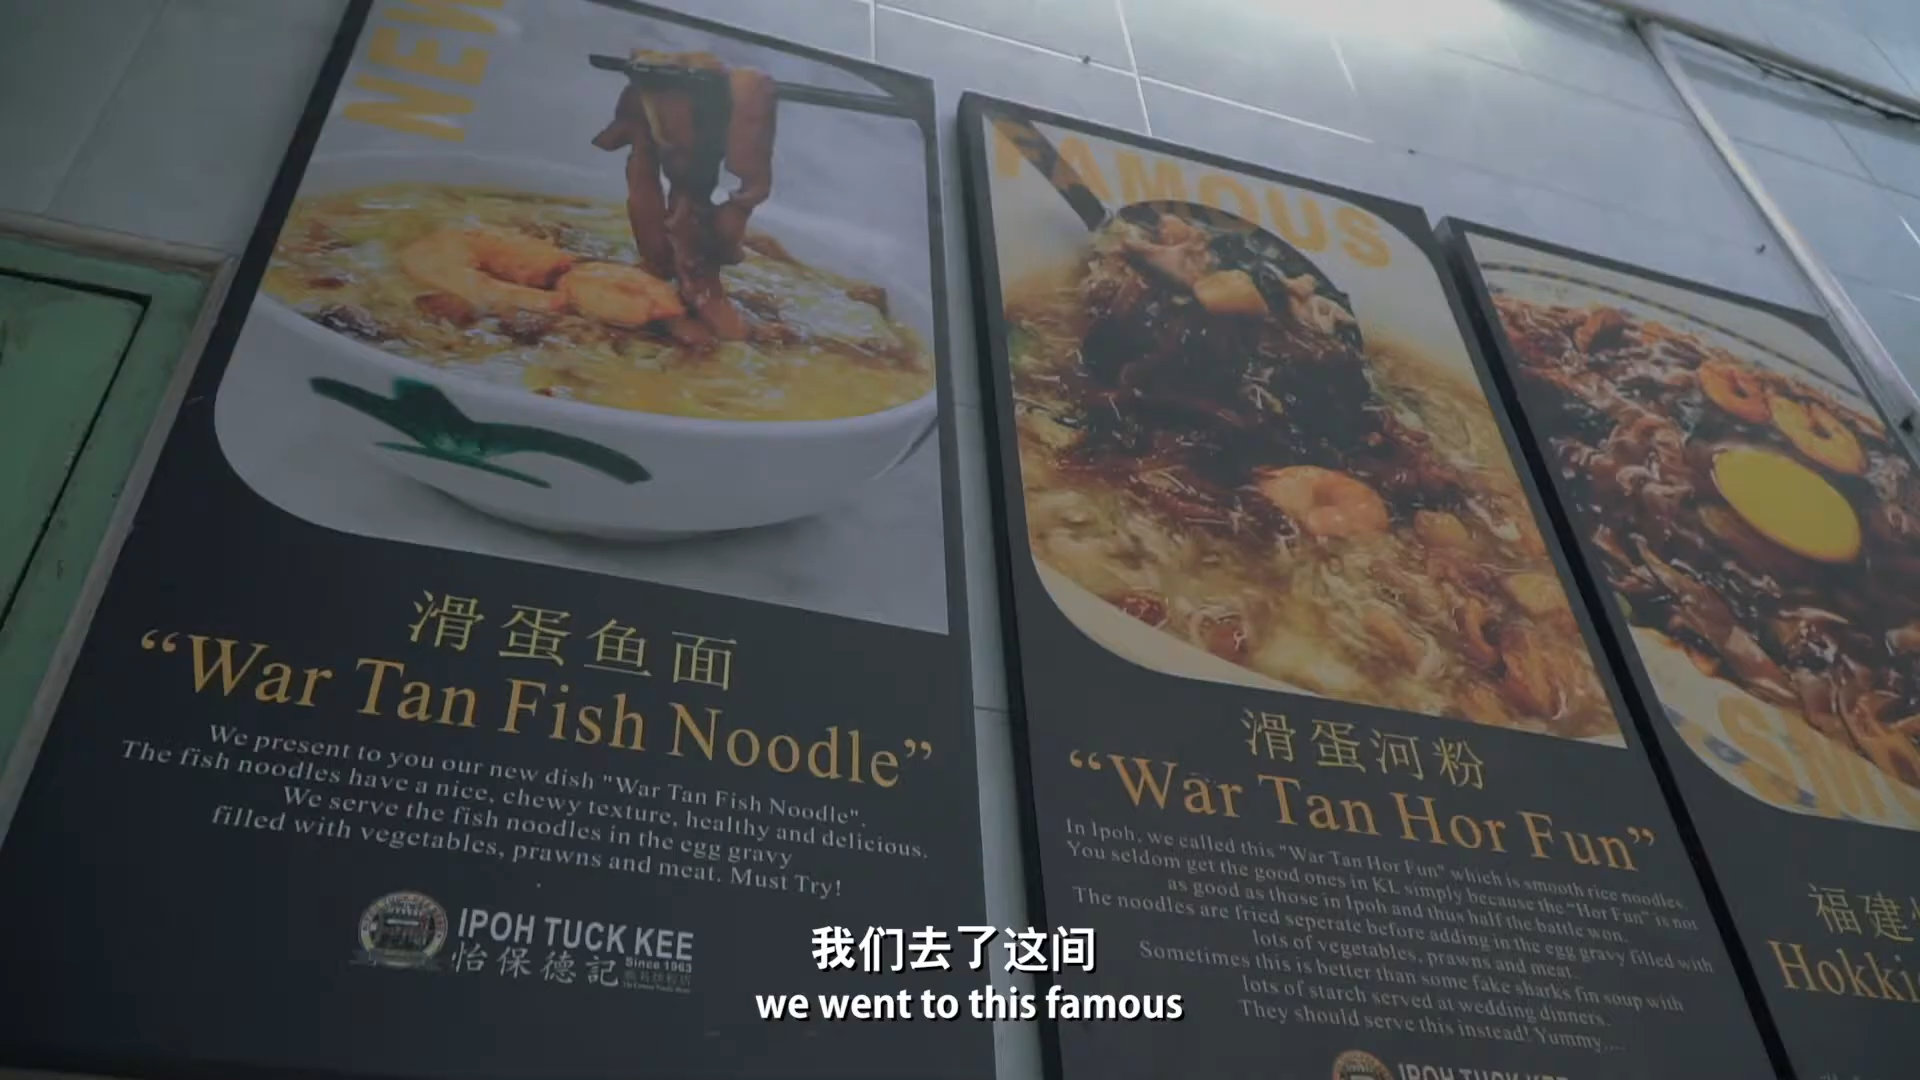 NEW
滑蛋鱼面
“War Tan Fish Noodle”
We present to you our new dish "War Tan Fish Noodle".
The fish noodles have a nice, chewy texture, healthy and delicious.
We serve the fish noodles in the egg gravy
filled with vegetables, prawns and meat. Must Try!
IPOH TUCK KEE
怡保德記
Since 1963
FAMOUS
滑蛋河粉
“War Tan Hor Fun”
In Ipoh, we called this "War Tan Hor Fun" which is smooth rice noodles.
You seldom get the good ones in KL simply because the "Hor Fun" is not
as good as those in Ipoh and thus half the battle won.
The noodles are fried seperate before adding in the egg gravy filled with
lots of vegetables, prawns and meat.
Sometimes this is better than some fake sharks fin soup with
lots of starch served at wedding dinners.
They should serve this instead! Yummy....
IPOH TUCK KEE
福建
我们去了这间
we went to this famous